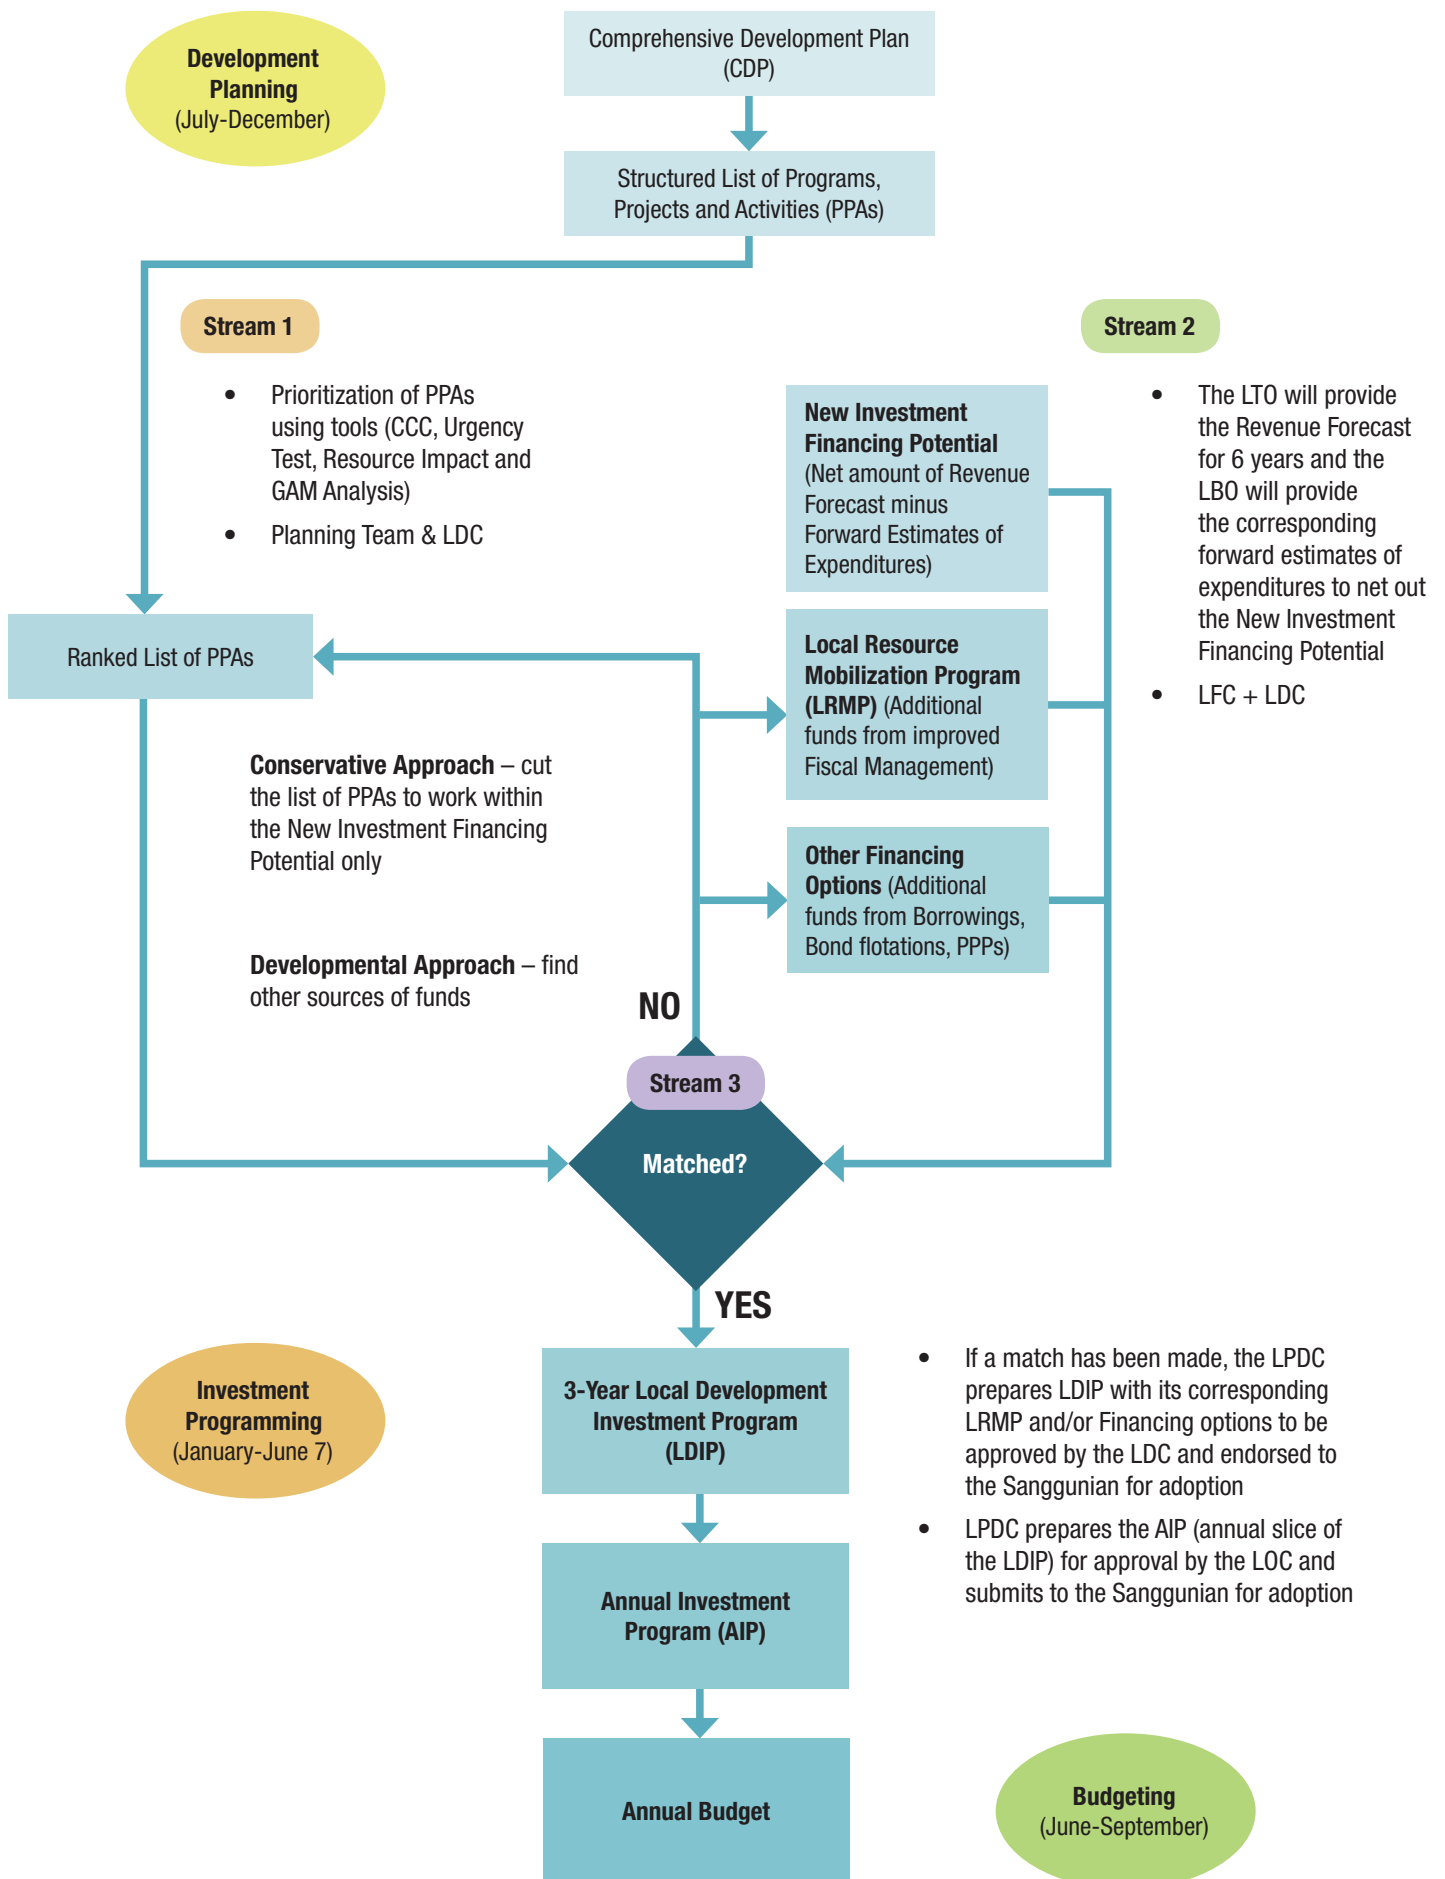 Development
Planning
(July-December)
Comprehensive Development Plan
(CDP)
Structured List of Programs,
Projects and Activities (PPAs)
Stream 1
• Prioritization of PPAs
using tools (CCC, Urgency
Test, Resource Impact and
GAM Analysis)
• Planning Team & LDC
Stream 2
• The LTO will provide
the Revenue Forecast
for 6 years and the
LBO will provide
the corresponding
forward estimates of
expenditures to net out
the New Investment
Financing Potential
• LFC + LDC
New Investment
Financing Potential
(Net amount of Revenue
Forecast minus
Forward Estimates of
Expenditures)
Ranked List of PPAs
Local Resource
Mobilization Program
(LRMP) (Additional
funds from improved
Fiscal Management)
Conservative Approach – cut
the list of PPAs to work within
the New Investment Financing
Potential only
Other Financing
Options (Additional
funds from Borrowings,
Bond flotations, PPPs)
Developmental Approach – find
other sources of funds
NO
Stream 3
Matched?
YES
Investment
Programming
(January-June 7)
3-Year Local Development
Investment Program
(LDIP)
• If a match has been made, the LPDC
prepares LDIP with its corresponding
LRMP and/or Financing options to be
approved by the LDC and endorsed to
the Sanggunian for adoption
• LPDC prepares the AIP (annual slice of
the LDIP) for approval by the LOC and
submits to the Sanggunian for adoption
Annual Investment
Program (AIP)
Annual Budget
Budgeting
(June-September)